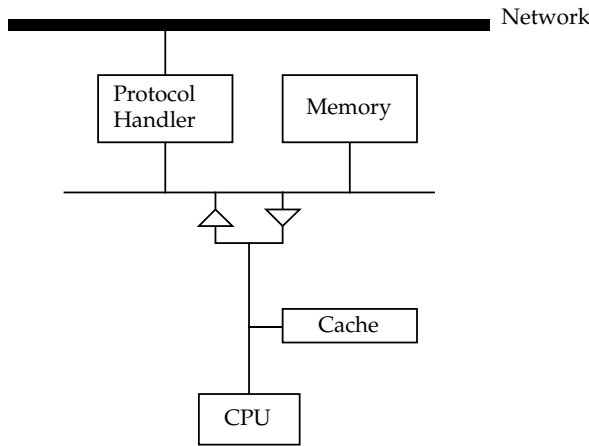 Network
Protocol
Handler
Memory
Cache
CPU